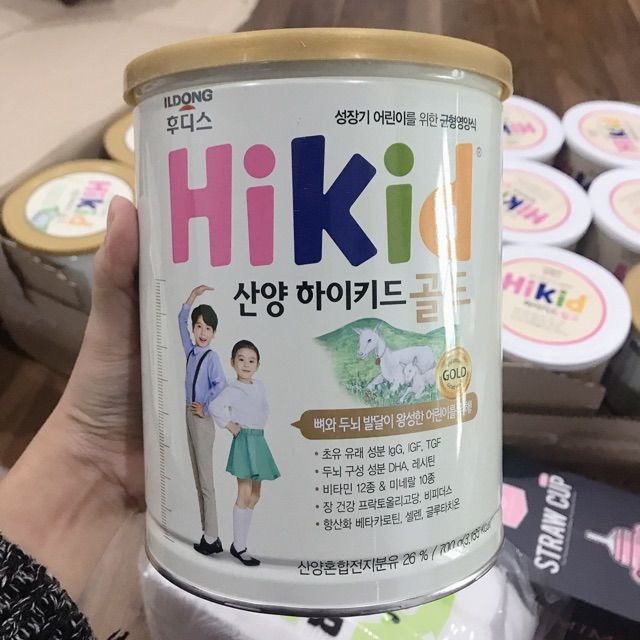 ILDONG
후디스
성장기 어린이를 위한 균형영양식
HiKid®
산양 하이키드 골드
GOLD
뼈와 두뇌 발달이 왕성한 어린이를
• 초유 유래 성분 IgG, IGF, TGF
• 두뇌 구성 성분 DHA, 레시틴
• 비타민 12종 & 미네랄 10종
• 장 건강 프락토올리고당, 비피더스
• 항산화 베타카로틴, 셀렌, 글루타치온
산양혼합전지분유 26 % / 700 g
HiKid
STRAW CUP